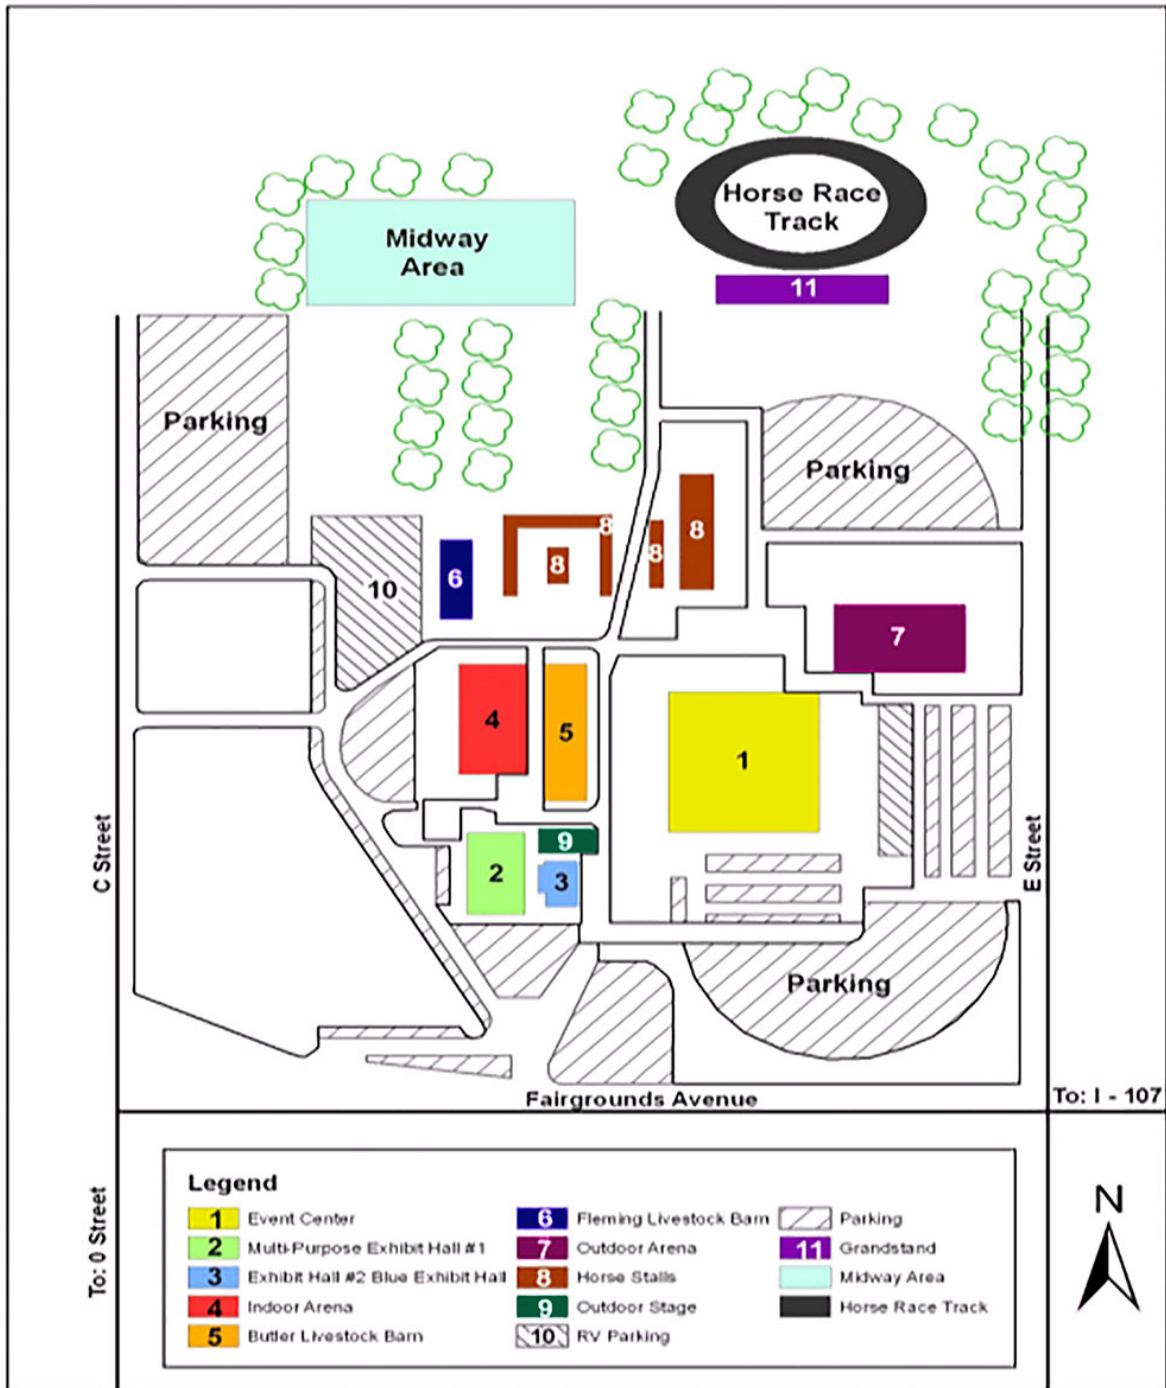 Horse Race
Track
Midway
Area
11
Parking
Parking
8
8
8
8
6
10
7
4
5
1
C Street
E Street
9
2
3
Parking
Fairgrounds Avenue
To: I - 107
To: 0 Street
N
Legend
1 Event Center
2 Multi-Purpose Exhibit Hall #1
3 Exhibit Hall #2 Blue Exhibit Hall
4 Indoor Arena
5 Butler Livestock Barn
6 Fleming Livestock Barn
7 Outdoor Arena
8 Horse Stalls
9 Outdoor Stage
10 RV Parking
Parking
11 Grandstand
Midway Area
Horse Race Track